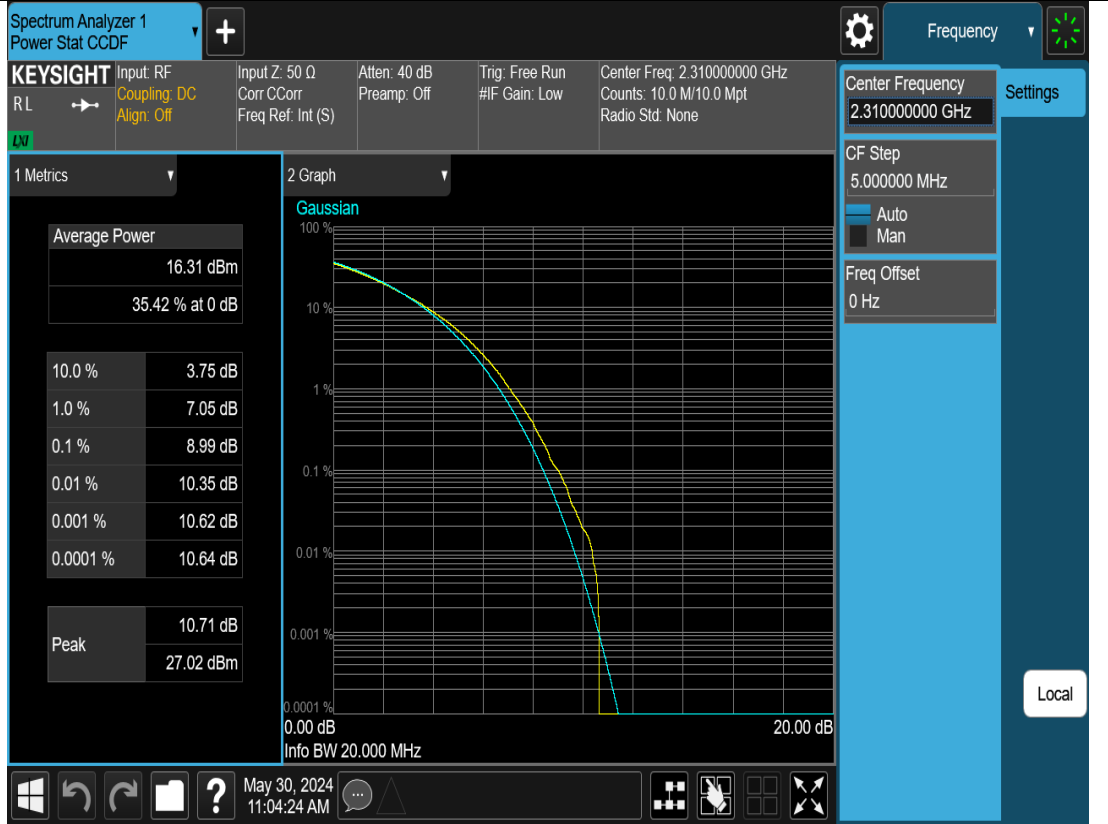 Spectrum Analyzer 1
Power Stat CCDF
Frequency
KEYSIGHT
R L
LXI
Input: RF
Coupling: DC
Align: Off
Input Z: 50 Ω
Corr CCorr
Freq Ref: Int (S)
Atten: 40 dB
Preamp: Off
Trig: Free Run
#IF Gain: Low
Center Freq: 2.310000000 GHz
Counts: 10.0 M/10.0 Mpt
Radio Std: None
Center Frequency
2.310000000 GHz
Settings
CF Step
5.000000 MHz
Auto
Man
Freq Offset
0 Hz
1 Metrics
Average Power
16.31 dBm
35.42 % at 0 dB
10.0 % 3.75 dB
1.0 % 7.05 dB
0.1 % 8.99 dB
0.01 % 10.35 dB
0.001 % 10.62 dB
0.0001 % 10.64 dB
Peak
10.71 dB
27.02 dBm
2 Graph
Gaussian
100 %
10 %
1 %
0.1 %
0.01 %
0.001 %
0.0001 %
0.00 dB 20.00 dB
Info BW 20.000 MHz
Local
?
May 30, 2024
11:04:24 AM